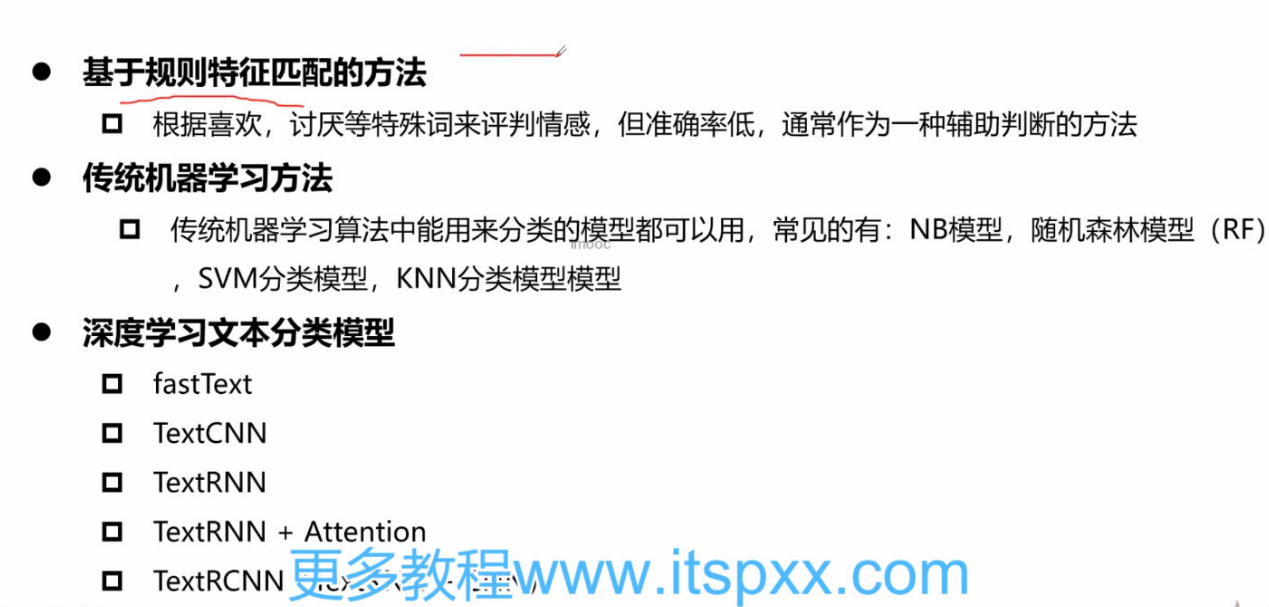 基于规则特征匹配的方法
根据喜欢，讨厌等特殊词来评判情感，但准确率低，通常作为一种辅助判断的方法
传统机器学习方法
传统机器学习算法中能用来分类的模型都可以用，常见的有：NB模型，随机森林模型（RF）
，SVM分类模型，KNN分类模型模型
imooc
深度学习文本分类模型
fastText
TextCNN
TextRNN
TextRNN + Attention
TextRCNN
更多教程www.itspxx.com